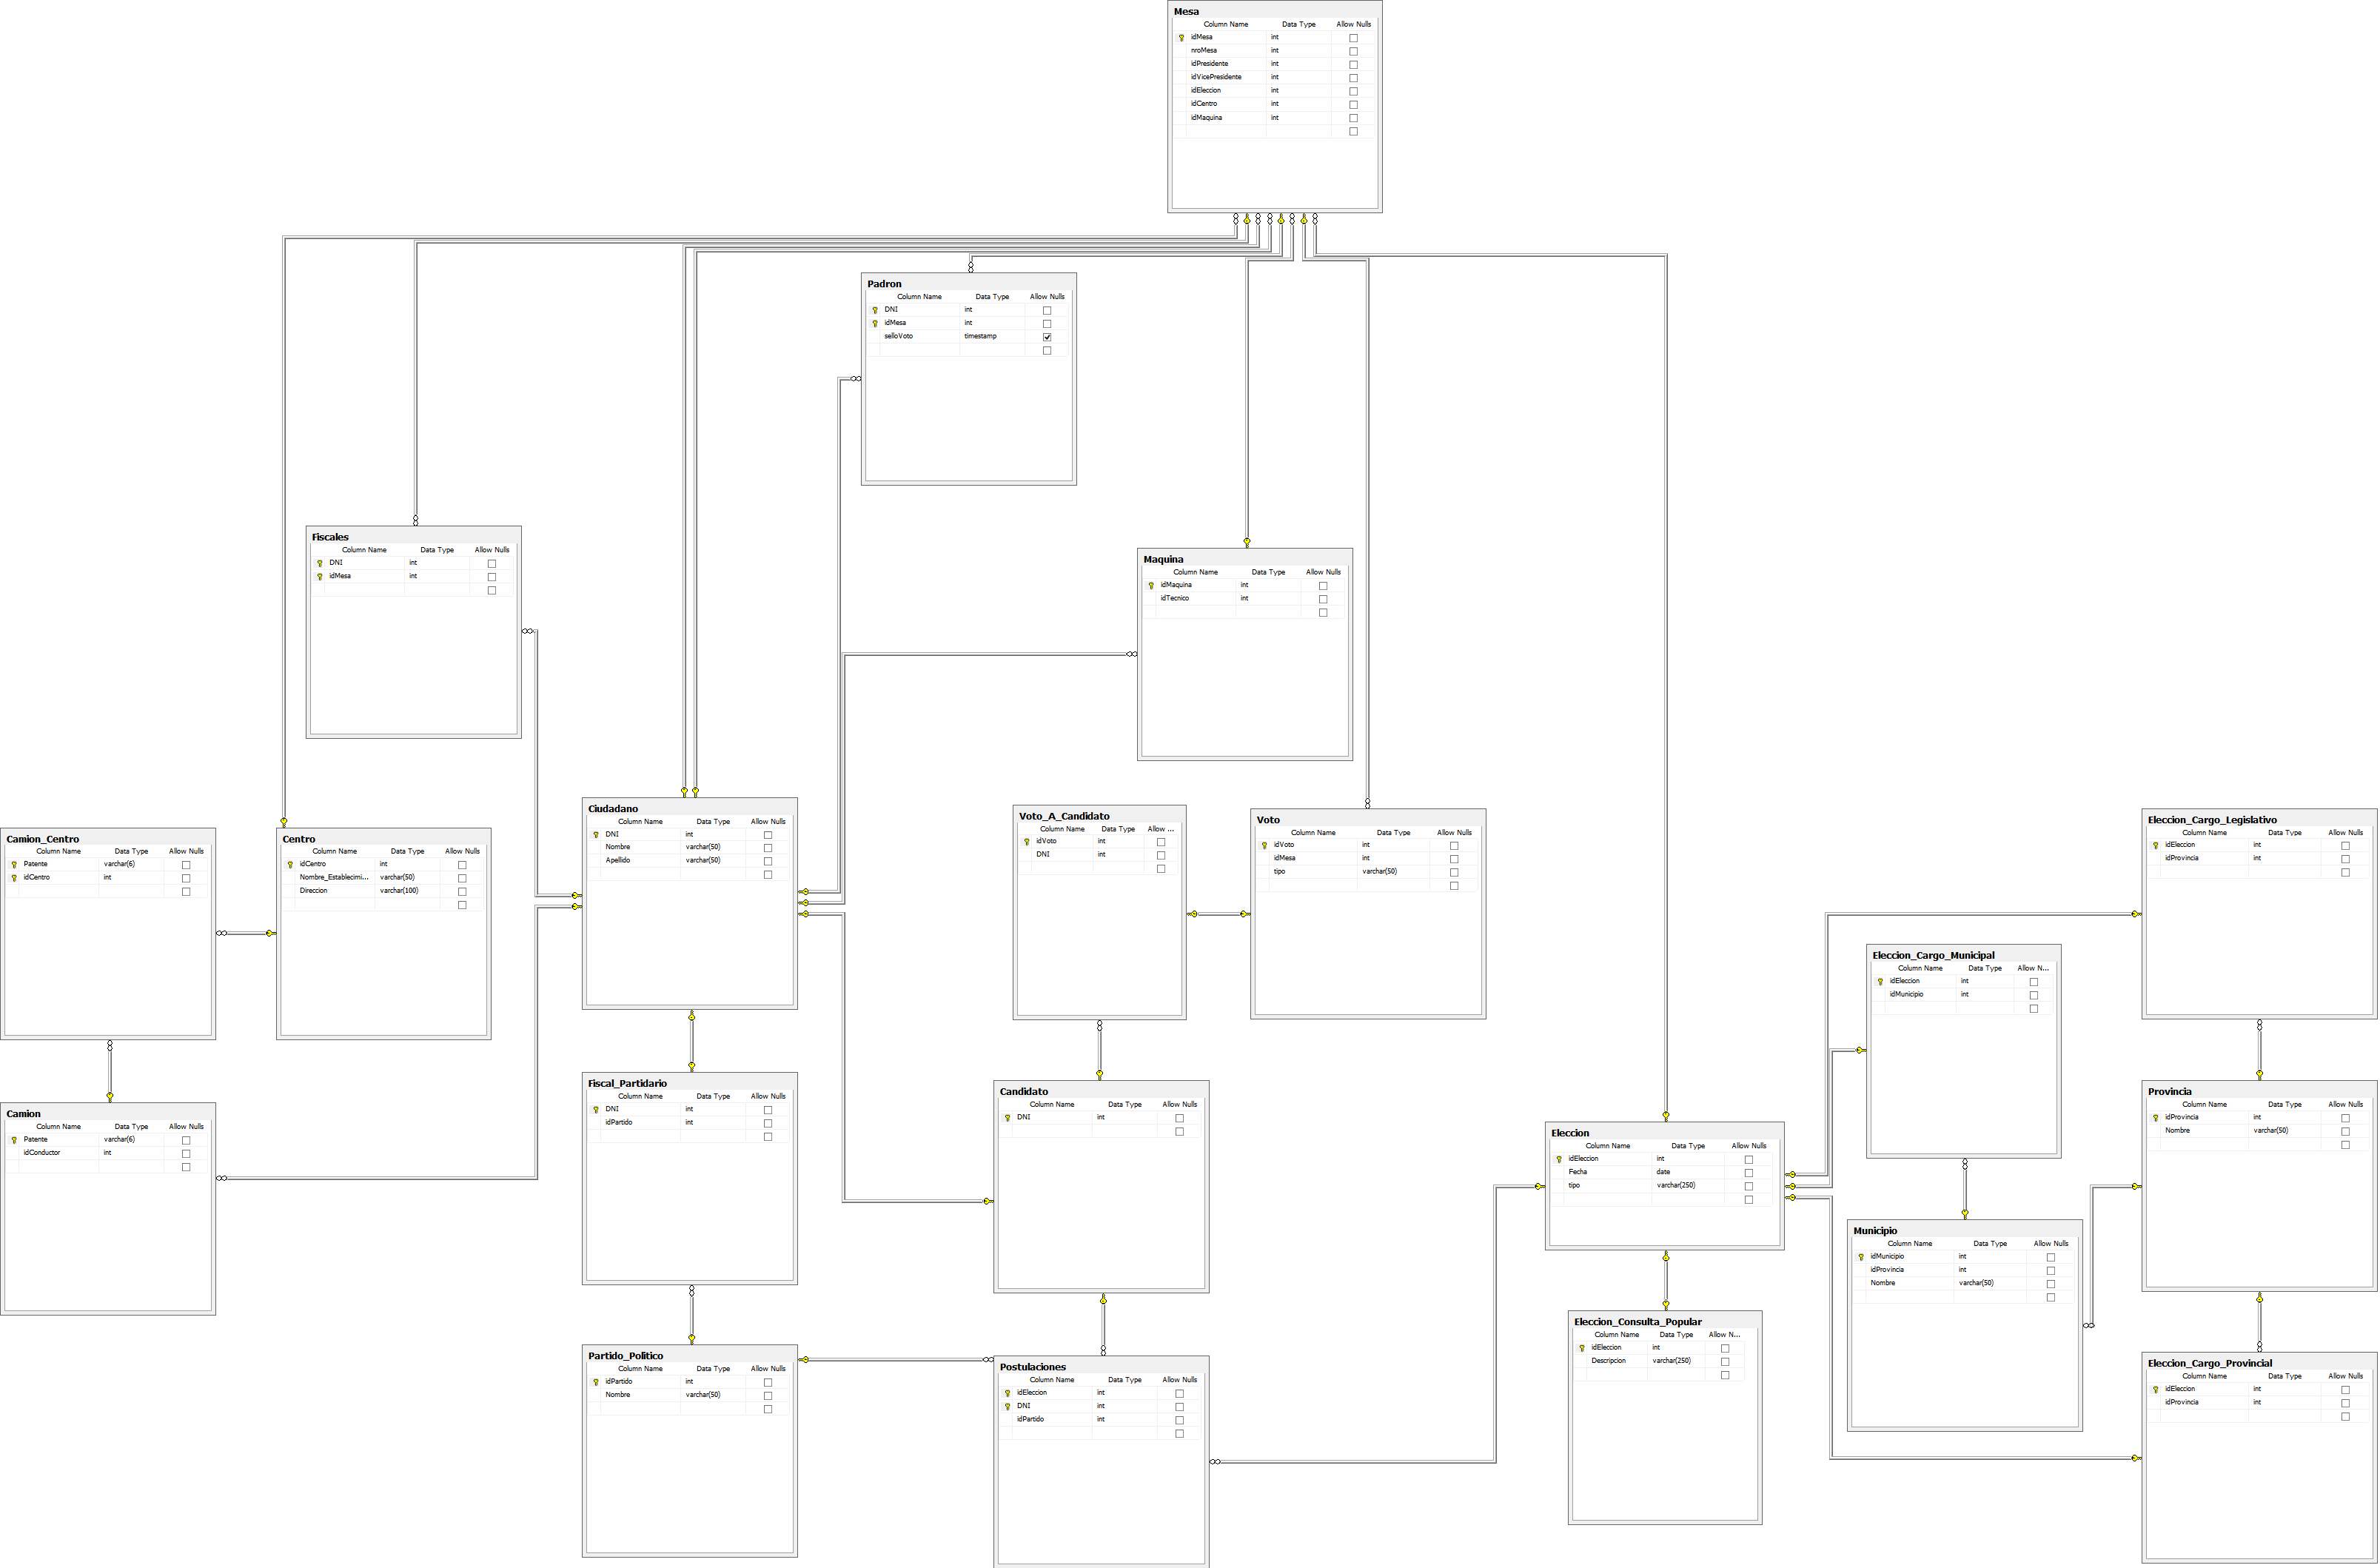 Mesa
Column Name Data Type Allow Nulls
idMesa int
nroMesa int
idPresidente int
idVicePresidente int
idEleccion int
idCentro int
idMaquina int
Padron
Column Name Data Type Allow Nulls
DNI int
idMesa int
selloVoto timestamp
Fiscales
Column Name Data Type Allow Nulls
DNI int
idMesa int
Maquina
Column Name Data Type Allow Nulls
idMaquina int
idTecnico int
Camion_Centro
Column Name Data Type Allow Nulls
Patente varchar(6)
idCentro int
Centro
Column Name Data Type Allow Nulls
idCentro int
Nombre_Establecimi... varchar(50)
Direccion varchar(100)
Ciudadano
Column Name Data Type Allow Nulls
DNI int
Nombre varchar(50)
Apellido varchar(50)
Voto_A_Candidato
Column Name Data Type Allow ...
idVoto int
DNI int
Voto
Column Name Data Type Allow Nulls
idVoto int
idMesa int
tipo varchar(50)
Eleccion_Cargo_Legislativo
Column Name Data Type Allow Nulls
idEleccion int
idProvincia int
Eleccion_Cargo_Municipal
Column Name Data Type Allow N...
idEleccion int
idMunicipio int
Camion
Column Name Data Type Allow Nulls
Patente varchar(6)
idConductor int
Fiscal_Partidario
Column Name Data Type Allow Nulls
DNI int
idPartido int
Candidato
Column Name Data Type Allow Nulls
DNI int
Eleccion
Column Name Data Type Allow Nulls
idEleccion int
Fecha date
tipo varchar(250)
Provincia
Column Name Data Type Allow Nulls
idProvincia int
Nombre varchar(50)
Municipio
Column Name Data Type Allow Nulls
idMunicipio int
idProvincia int
Nombre varchar(50)
Eleccion_Consulta_Popular
Column Name Data Type Allow N...
idEleccion int
Descripcion varchar(250)
Partido_Politico
Column Name Data Type Allow Nulls
idPartido int
Nombre varchar(50)
Postulaciones
Column Name Data Type Allow Nulls
idEleccion int
DNI int
idPartido int
Eleccion_Cargo_Provincial
Column Name Data Type Allow Nulls
idEleccion int
idProvincia int